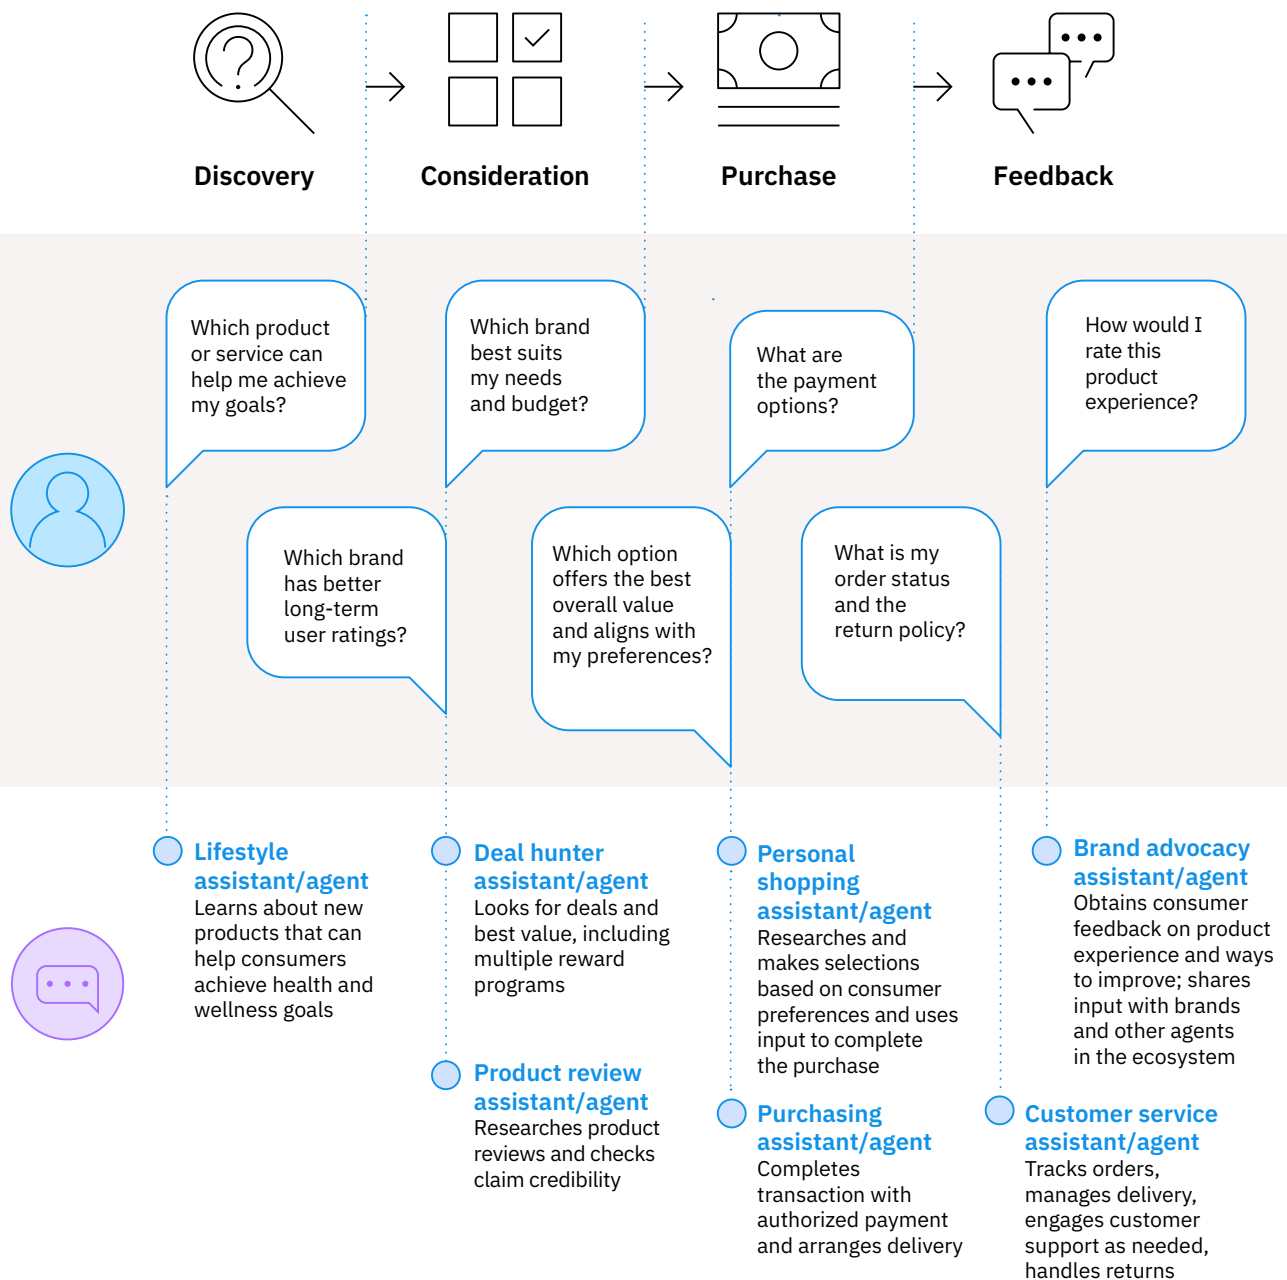 Discovery
Consideration
Purchase
Feedback
Which product
or service can
help me achieve
my goals?
Which brand
best suits
my needs
and budget?
What are
the payment
options?
How would I
rate this
product
experience?
Which brand
has better
long-term
user ratings?
Which option
offers the best
overall value
and aligns with
my preferences?
What is my
order status
and the
return policy?
Lifestyle
assistant/agent
Learns about new
products that can
help consumers
achieve health and
wellness goals
Deal hunter
assistant/agent
Looks for deals and
best value, including
multiple reward
programs
Product review
assistant/agent
Researches product
reviews and checks
claim credibility
Personal
shopping
assistant/agent
Researches and
makes selections
based on consumer
preferences and uses
input to complete
the purchase
Purchasing
assistant/agent
Completes
transaction with
authorized payment
and arranges delivery
Brand advocacy
assistant/agent
Obtains consumer
feedback on product
experience and ways
to improve; shares
input with brands
and other agents
in the ecosystem
Customer service
assistant/agent
Tracks orders,
manages delivery,
engages customer
support as needed,
handles returns